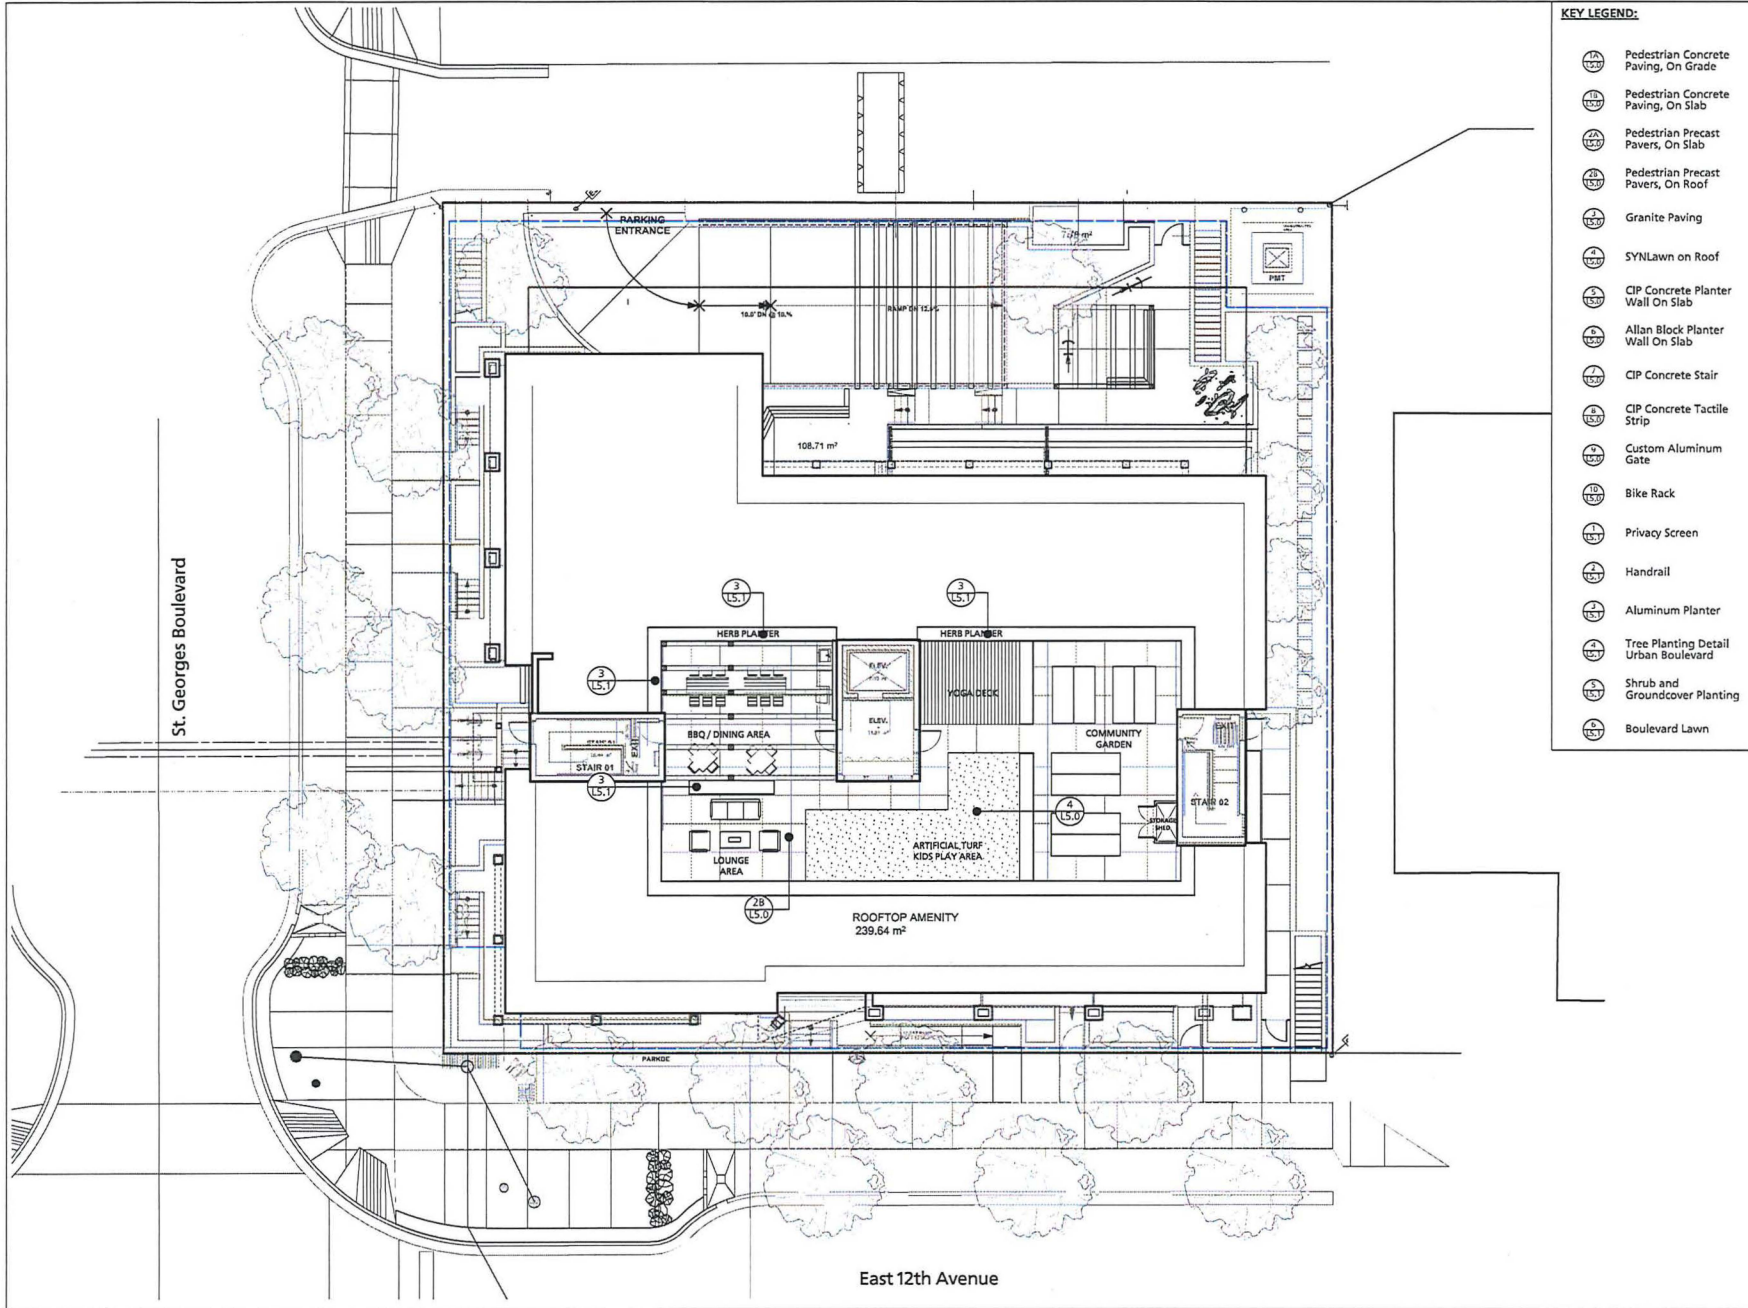 KEY LEGEND:
1A
L5.0
Pedestrian Concrete
Paving, On Grade
1B
L5.0
Pedestrian Concrete
Paving, On Slab
2A
L5.0
Pedestrian Precast
Pavers, On Slab
2B
L5.0
Pedestrian Precast
Pavers, On Roof
3
L5.0
Granite Paving
4
L5.0
SYNLawn on Roof
5
L5.0
CIP Concrete Planter
Wall On Slab
6
L5.0
Allan Block Planter
Wall On Slab
7
L5.0
CIP Concrete Stair
8
L5.0
CIP Concrete Tactile
Strip
9
L5.0
Custom Aluminum
Gate
10
L5.0
Bike Rack
1
L5.1
Privacy Screen
2
L5.1
Handrail
3
L5.1
Aluminum Planter
4
L5.1
Tree Planting Detail
Urban Boulevard
5
L5.1
Shrub and
Groundcover Planting
6
L5.1
Boulevard Lawn
PARKING
ENTRANCE
PMT
RAMP DN
108.71 m²
St. Georges Boulevard
3
L5.1
3
L5.1
HERB PLANTER
HERB PLANTER
3
L5.1
ELEV.
YOGA DECK
ELEV.
BBQ / DINING AREA
COMMUNITY
GARDEN
EXIT
EXIT
STAIR 01
3
L5.1
STAIR 02
4
L5.0
STORAGE
SHED
ARTIFICIAL TURF
KIDS PLAY AREA
LOUNGE
AREA
2B
L5.0
ROOFTOP AMENITY
239.64 m²
PARKDE
East 12th Avenue